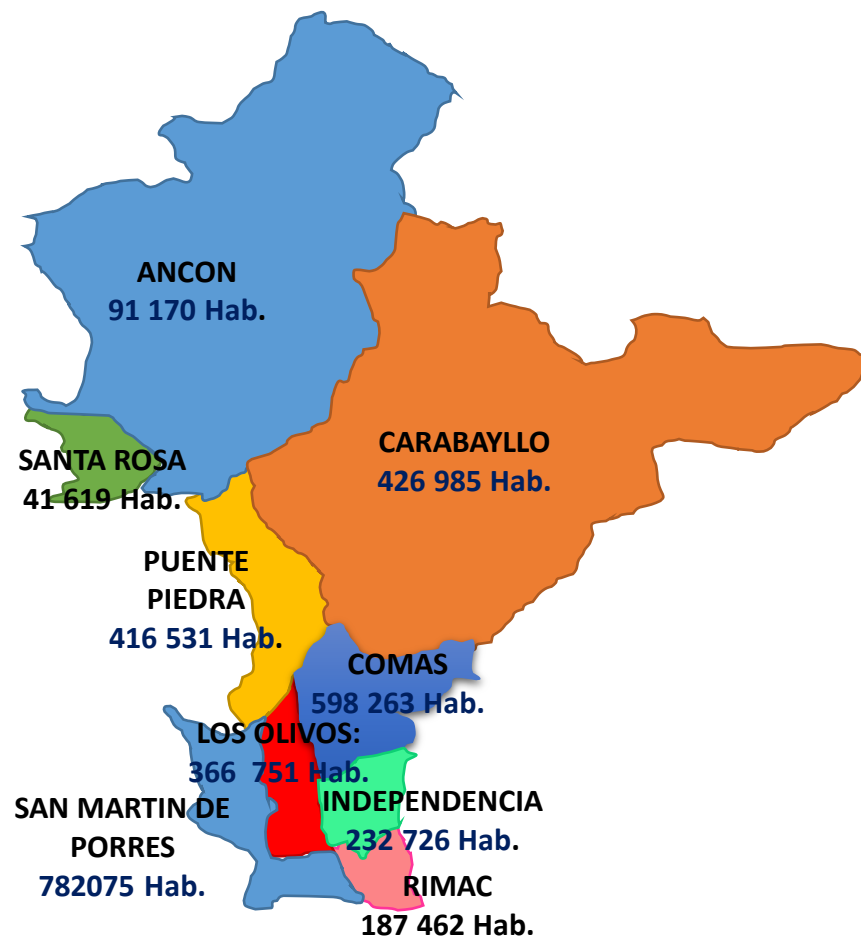 ANCON
91 170 Hab.
CARABAYLLO
426 985 Hab.
SANTA ROSA
41 619 Hab.
PUENTE
PIEDRA
416 531 Hab.
COMAS
598 263 Hab.
LOS OLIVOS:
366  751 Hab.
SAN MARTIN DE
PORRES
782075 Hab.
INDEPENDENCIA
232 726 Hab.
RIMAC
187 462 Hab.